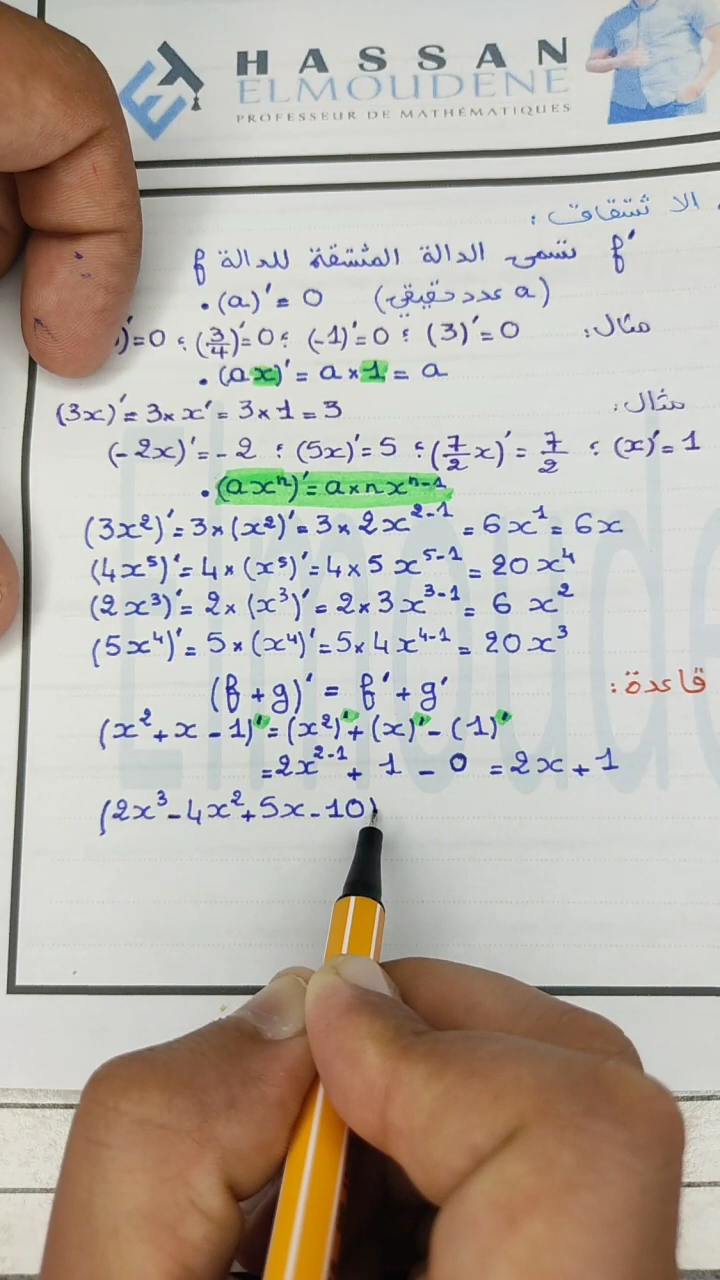 HASSAN
ELMOUDENE
PROFESSEUR DE MATHÉMATIQUES
الاشتقاق :
f' تسمى الدالة المشتقة للدالة f
• (a)' = 0 (a عدد حقيقي)
مثال: (3)' = 0 ؛ (-1)' = 0 ؛ (3/4)' = 0 ؛ )' = 0
• (ax)' = a × 1 = a
مثال: (3x)' = 3 × x' = 3 × 1 = 3
(x)' = 1 ؛ (7/2 x)' = 7/2 ؛ (5x)' = 5 ؛ (-2x)' = -2
• (axⁿ)' = a × n xⁿ⁻¹
(3x²)' = 3 × (x²)' = 3 × 2x²⁻¹ = 6x¹ = 6x
(4x⁵)' = 4 × (x⁵)' = 4 × 5 x⁵⁻¹ = 20x⁴
(2x³)' = 2 × (x³)' = 2 × 3x³⁻¹ = 6 x²
(5x⁴)' = 5 × (x⁴)' = 5 × 4x⁴⁻¹ = 20x³
قاعدة: (f + g)' = f' + g'
(x² + x - 1)' = (x²)' + (x)' - (1)'
= 2x²⁻¹ + 1 - 0 = 2x + 1
(2x³ - 4x² + 5x - 10)